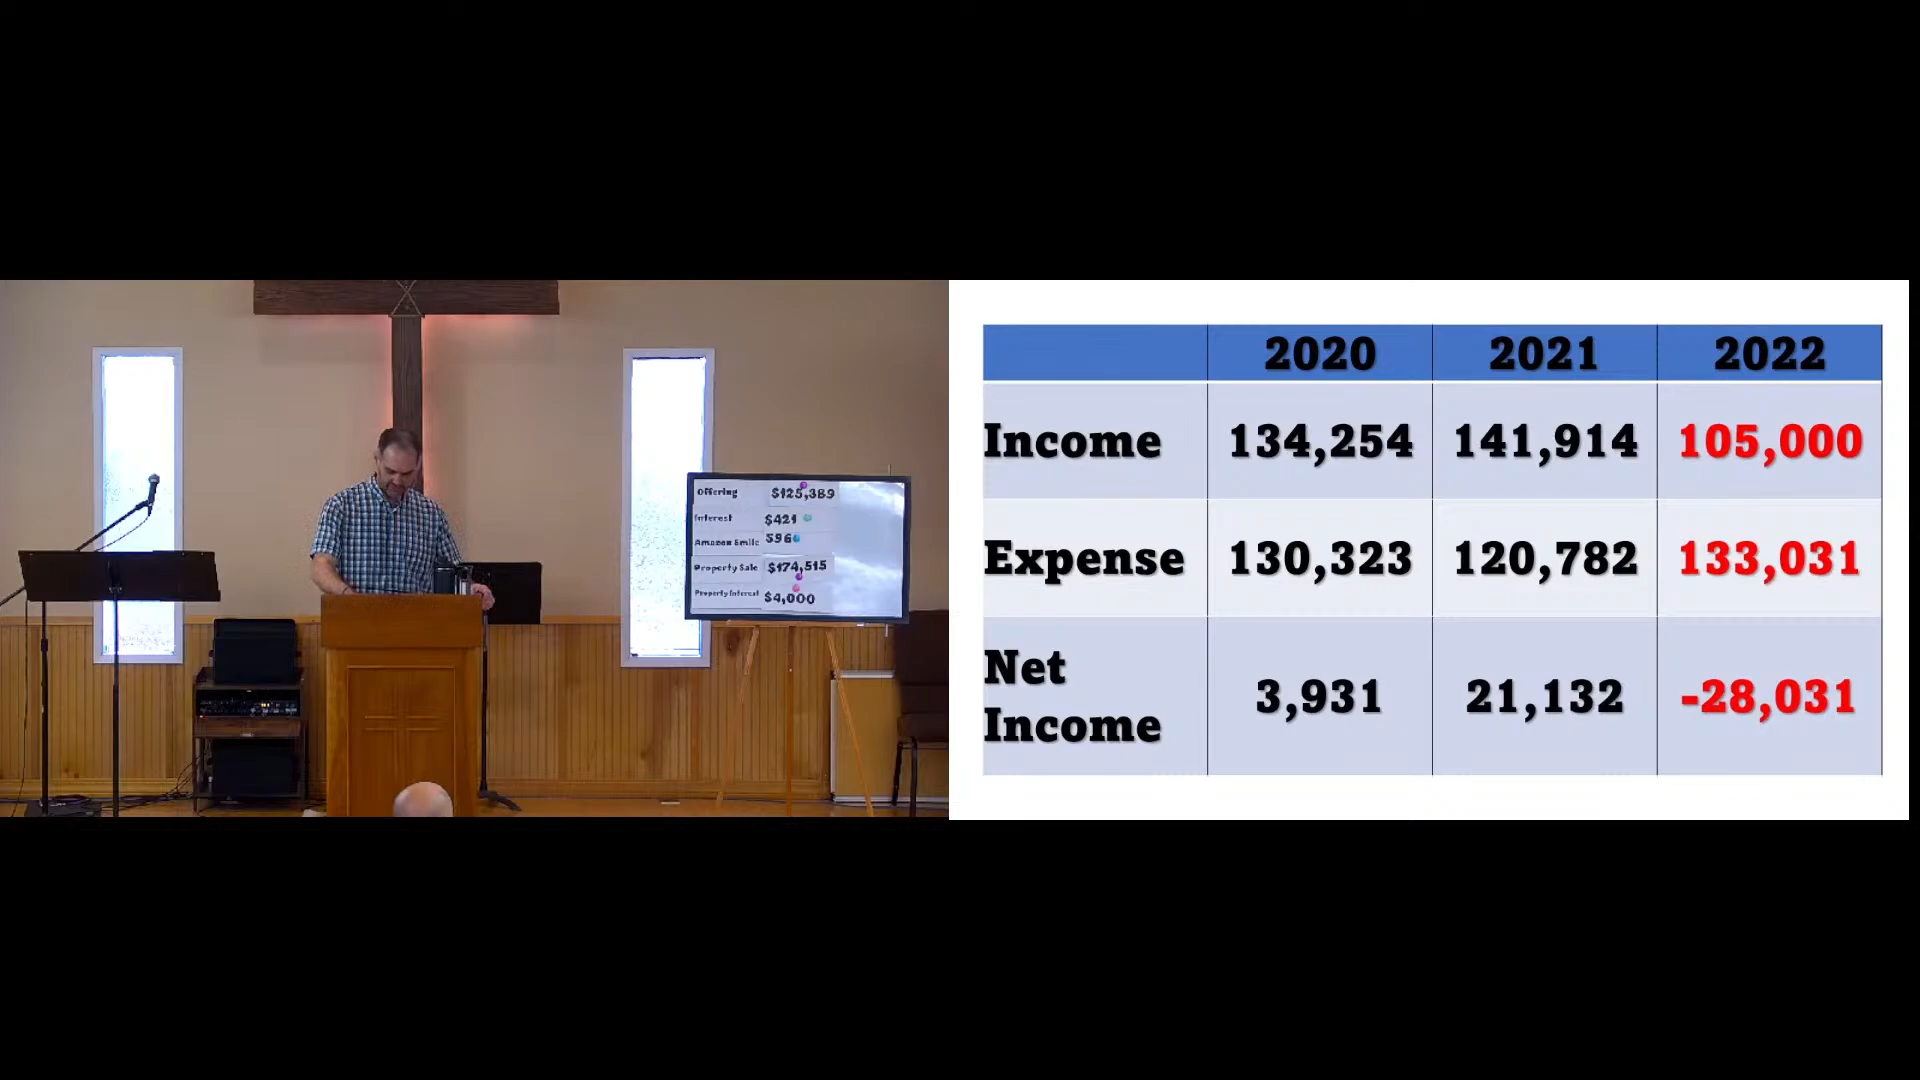 Offering $125,389
Interest $421
Amazon Smile $96
Property Sale $174,515
Property Interest $4,000
2020 2021 2022
Income 134,254 141,914 105,000
Expense 130,323 120,782 133,031
Net
Income 3,931 21,132 -28,031